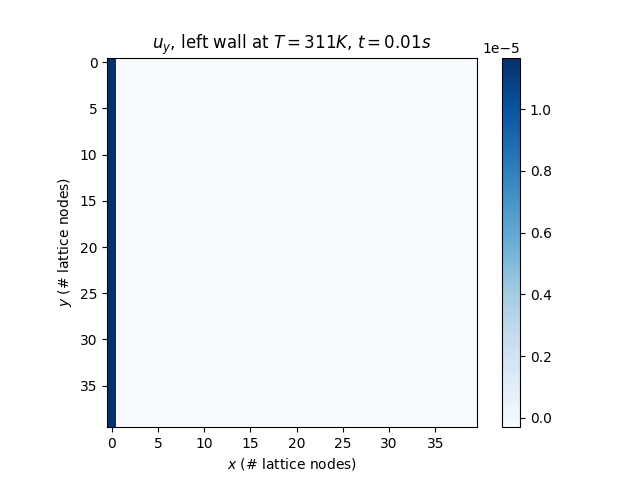 u_y, left wall at T = 311K, t = 0.01s
1e−5
0
5
10
15
20
25
30
35
y (# lattice nodes)
0 5 10 15 20 25 30 35
x (# lattice nodes)
1.0
0.8
0.6
0.4
0.2
0.0